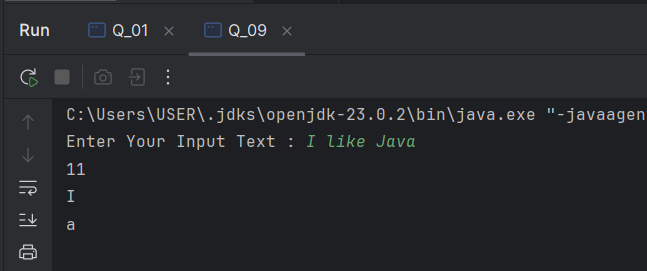 Run Q_01 Q_09
C:\Users\USER\.jdks\openjdk-23.0.2\bin\java.exe "-javaagen
Enter Your Input Text : I like Java
11
I
a